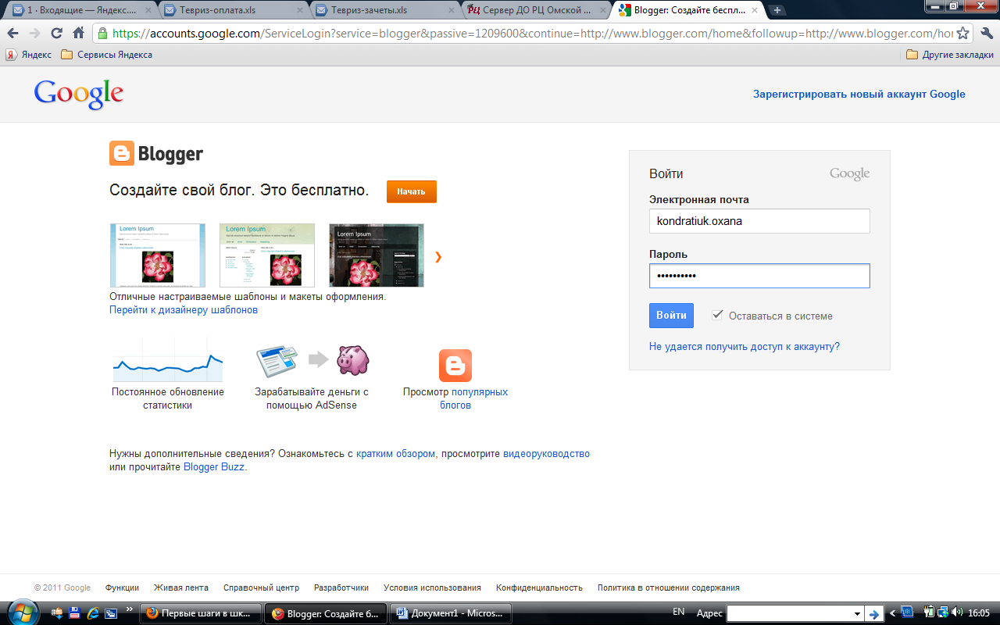 1 · Входящие — Яндекс....
Тевриз-оплата.xls
Тевриз-зачеты.xls
РЦ Сервер ДО РЦ Омской ...
Blogger: Создайте беспл...
https://accounts.google.com/ServiceLogin?service=blogger&passive=1209600&continue=http://www.blogger.com/home&followup=http://www.blogger.com/ho
Яндекс
Сервисы Яндекса
Другие закладки
Google
Зарегистрировать новый аккаунт Google
Blogger
Создайте свой блог. Это бесплатно.
Начать
Lorem Ipsum
Lorem Ipsum
Lorem Ipsum
Отличные настраиваемые шаблоны и макеты оформления.
Перейти к дизайнеру шаблонов
Постоянное обновление
статистики
Зарабатывайте деньги с
помощью AdSense
Просмотр популярных
блогов
Нужны дополнительные сведения? Ознакомьтесь с кратким обзором, просмотрите видеоруководство
или прочитайте Blogger Buzz.
Войти
Google
Электронная почта
kondratiuk.oxana
Пароль
••••••••••
Войти
Оставаться в системе
Не удается получить доступ к аккаунту?
© 2011 Google Функции Живая лента Справочный центр Разработчики Условия использования Конфиденциальность Политика в отношении содержания
Первые шаги в шк...
Blogger: Создайте б...
Документ1 - Micros...
EN
Адрес
16:05